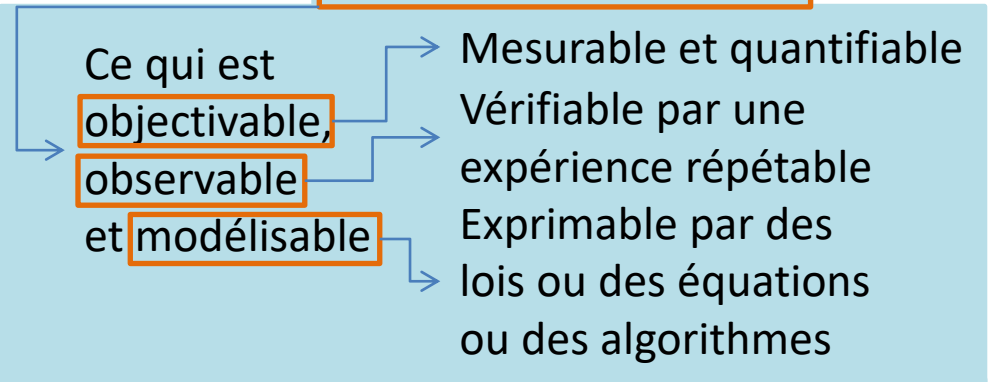 Ce qui est
objectivable,
observable
et modélisable
Mesurable et quantifiable
Vérifiable par une
expérience répétable
Exprimable par des
lois ou des équations
ou des algorithmes